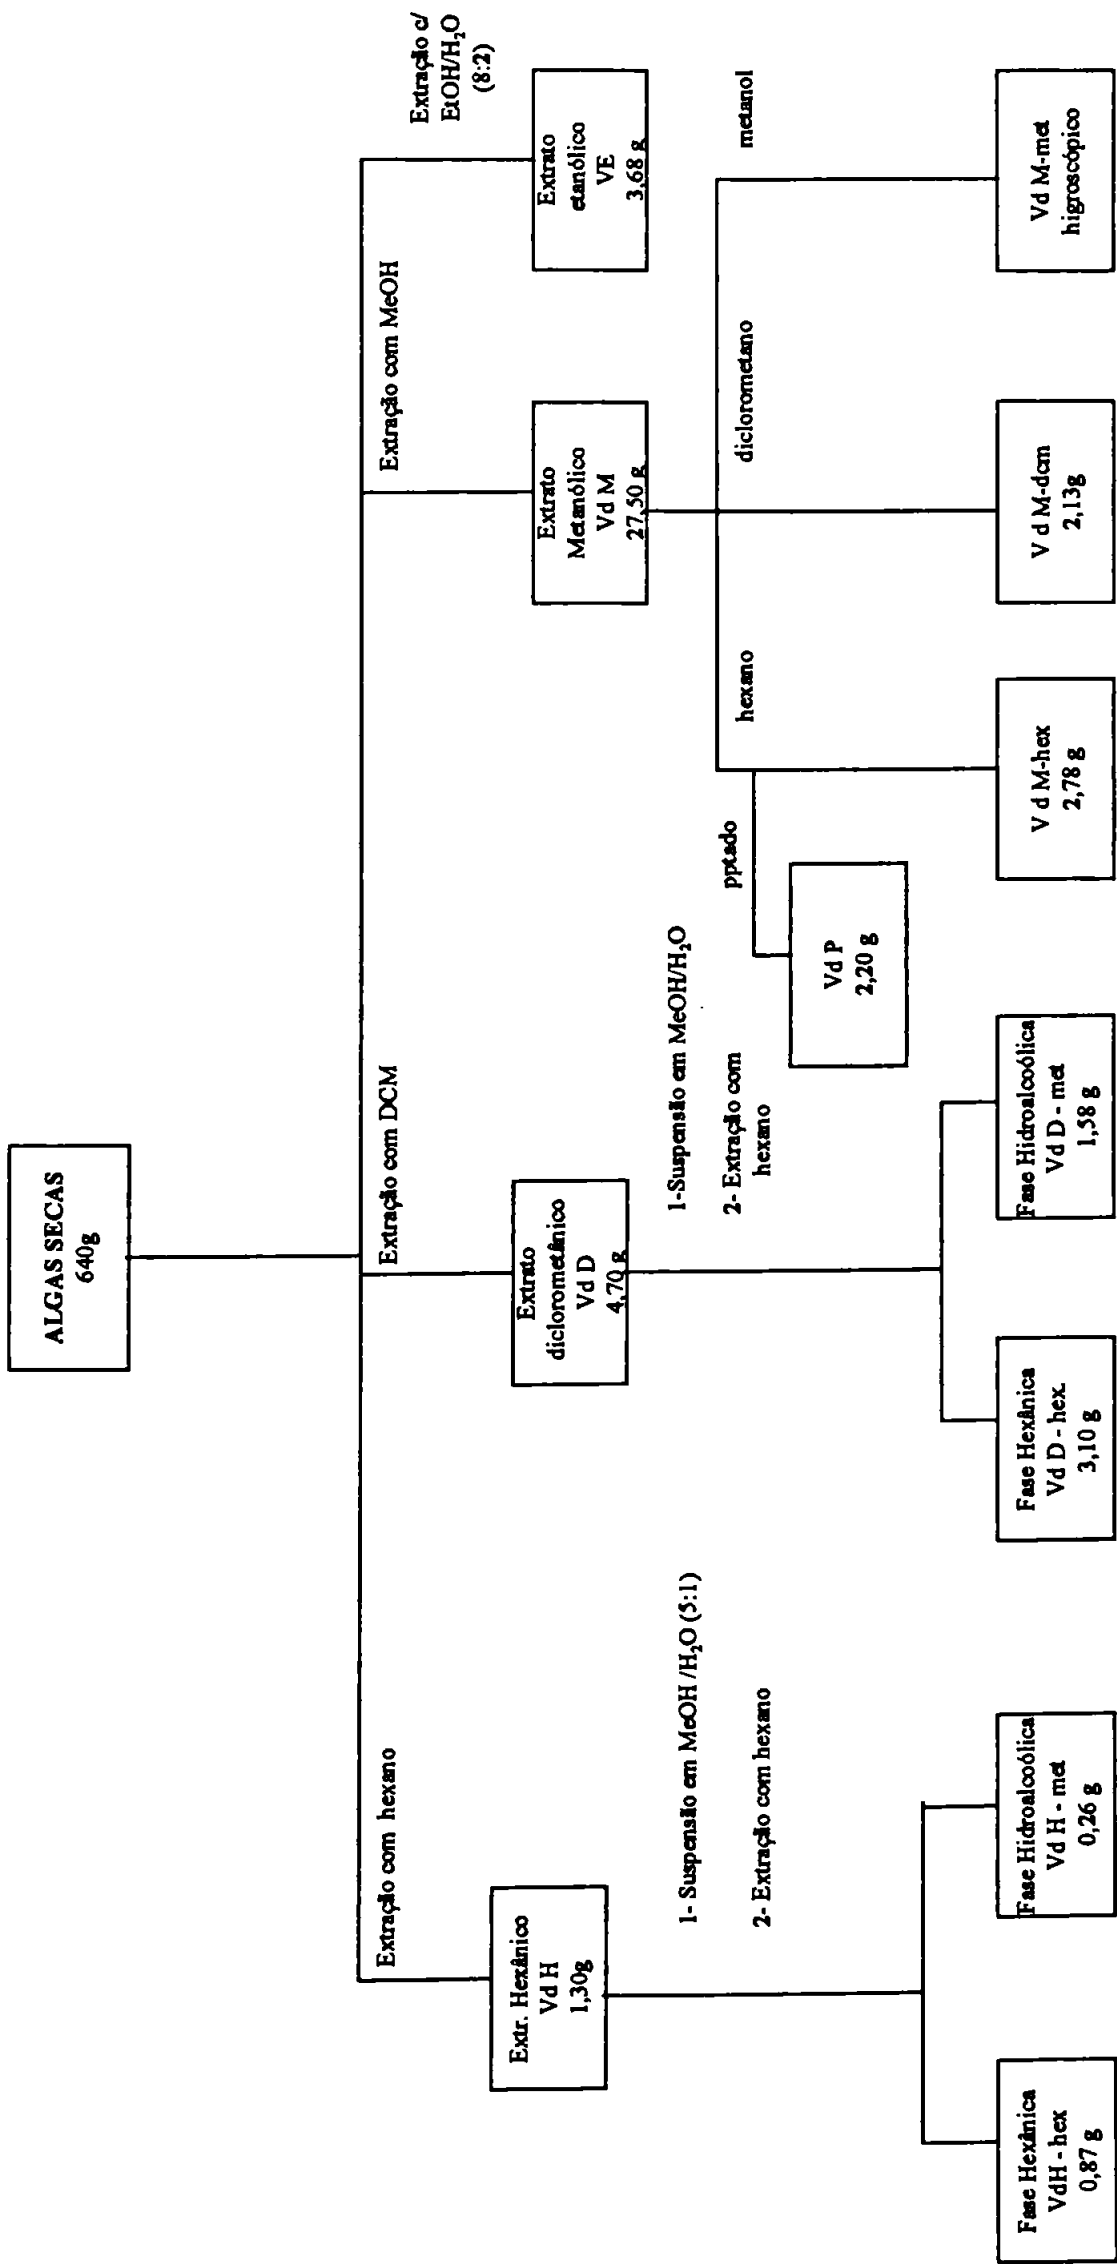 ALGAS SECAS
640g
Extração com hexano
Extração com DCM
Extração com MeOH
Extração c/
EtOH/H₂O
(8:2)
Extr. Hexânico
Vd H
1,30g
Extrato
diclorometânico
Vd D
4,70 g
Extrato
Metanólico
Vd M
27,50 g
Extrato
etanólico
VE
3,68 g
1- Suspensão em MeOH /H₂O (5:1)
2- Extração com hexano
1-Suspensão em MeOH/H₂O
2- Extração com
hexano
pptado
hexano
diclorometano
metanol
Vd P
2,20 g
Fase Hexânica
VdH - hex
0,87 g
Fase Hidroalcoólica
Vd H - met
0,26 g
Fase Hexânica
Vd D - hex.
3,10 g
Fase Hidroalcoólica
Vd D - met
1,58 g
V d M-hex
2,78 g
V d M-dcm
2,13g
Vd M-met
higroscópico